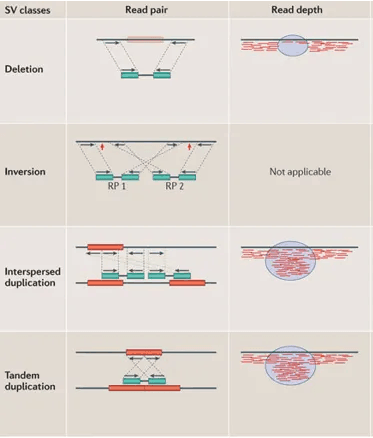 SV classes Read pair Read depth
Deletion
Inversion
RP 1 RP 2
Not applicable
Interspersed
duplication
Tandem
duplication